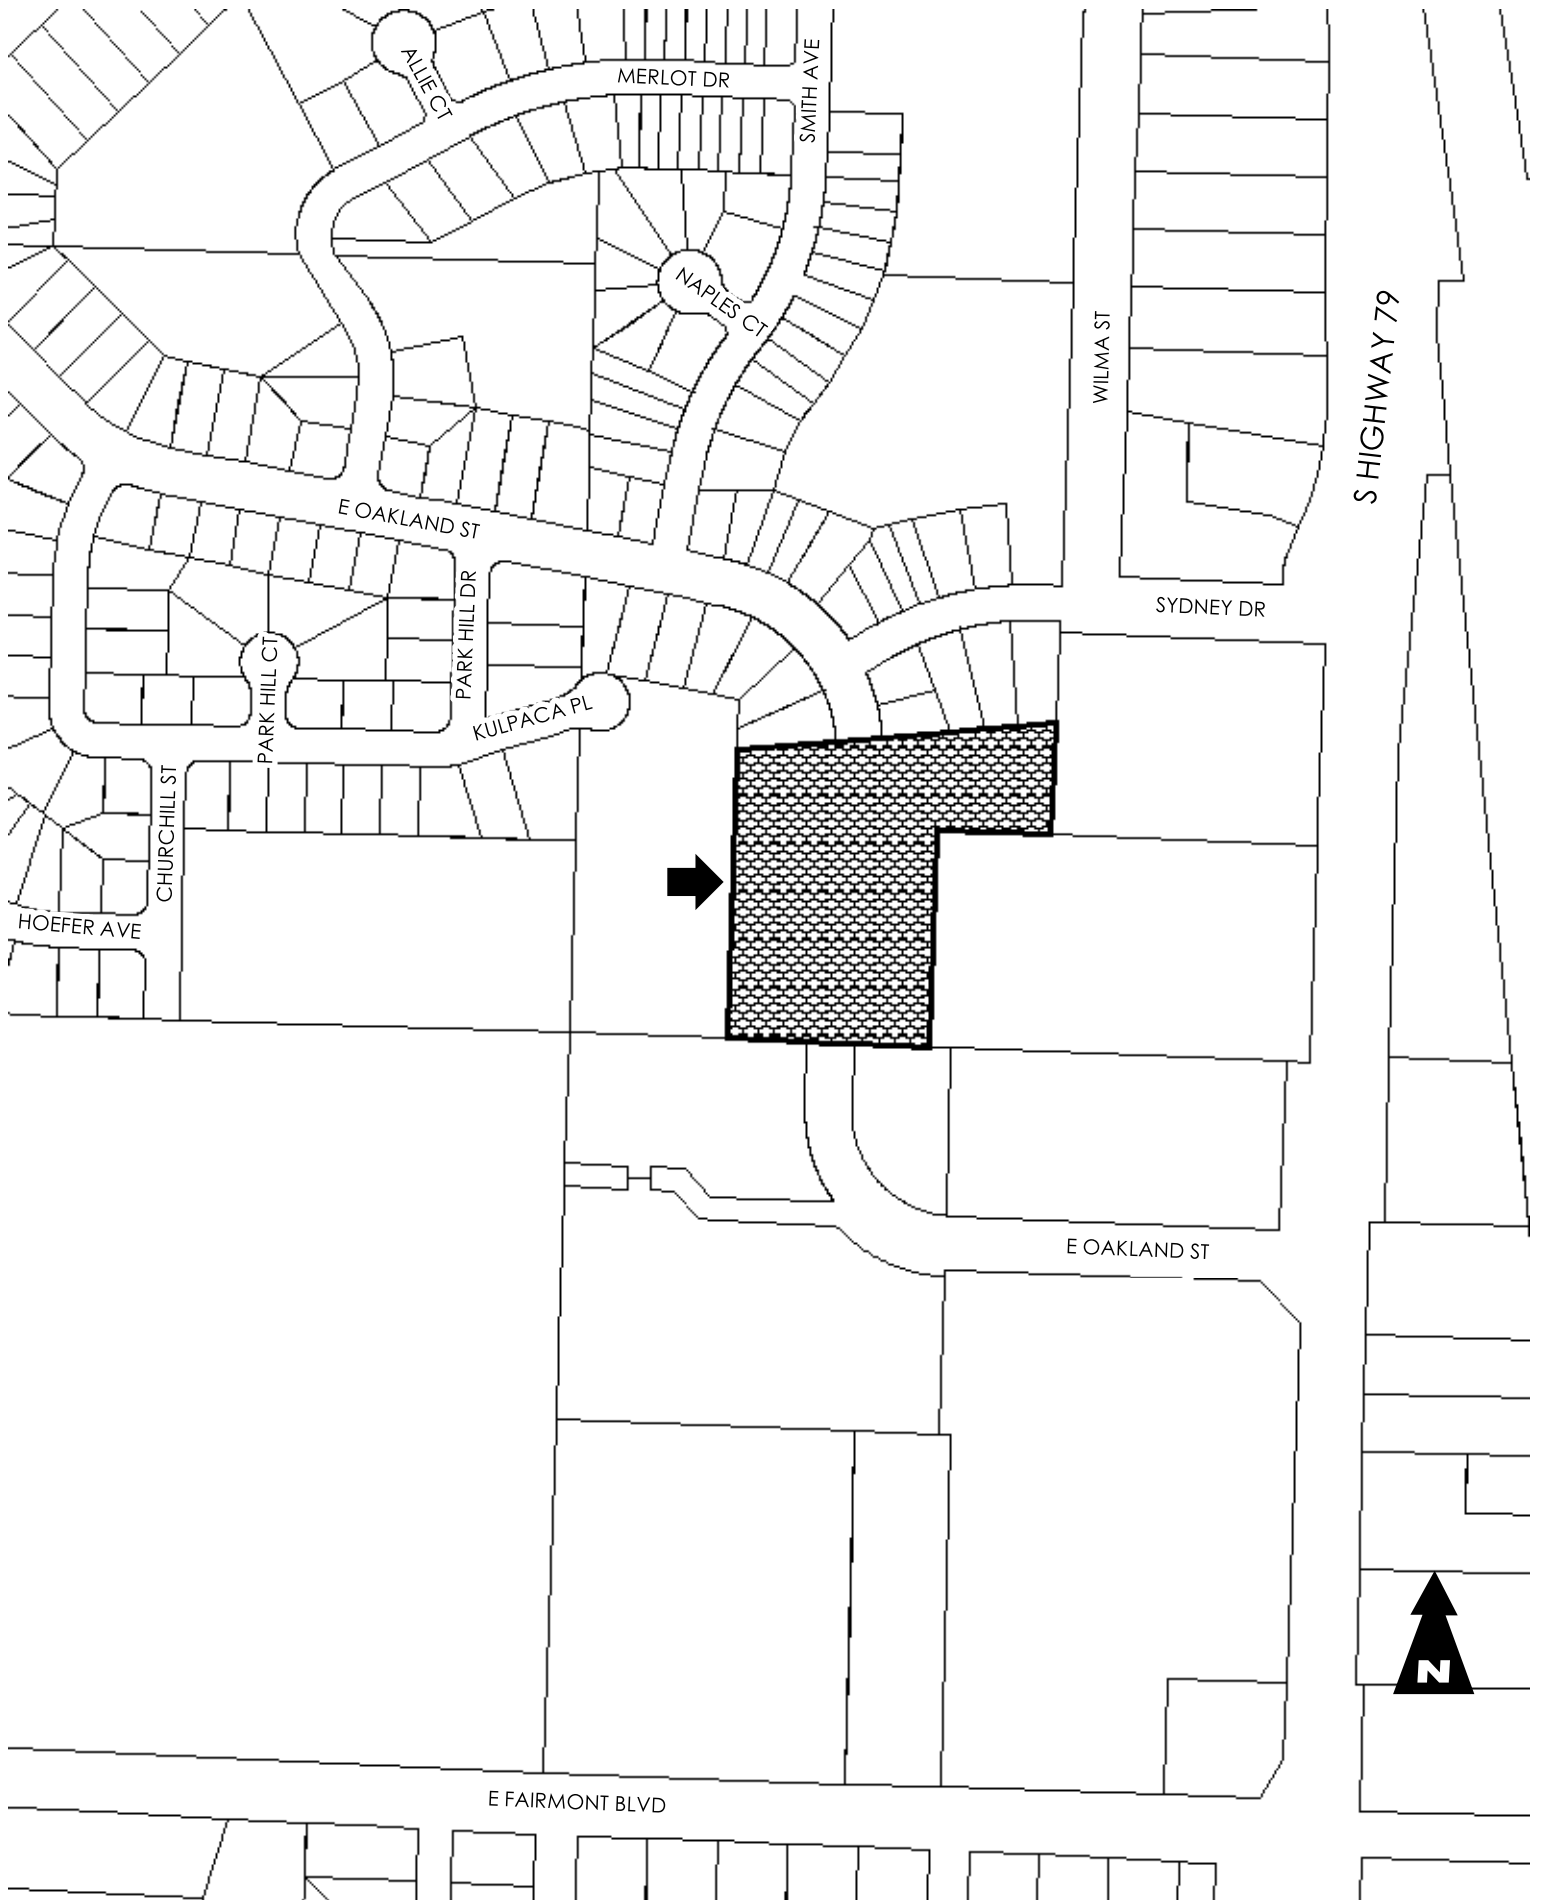 ALLIE CT
MERLOT DR
SMITH AVE
NAPLES CT
WILMA ST
S HIGHWAY 79
E OAKLAND ST
PARK HILL DR
SYDNEY DR
PARK HILL CT
KULPACA PL
CHURCHILL ST
HOEFER AVE
E OAKLAND ST
N
E FAIRMONT BLVD